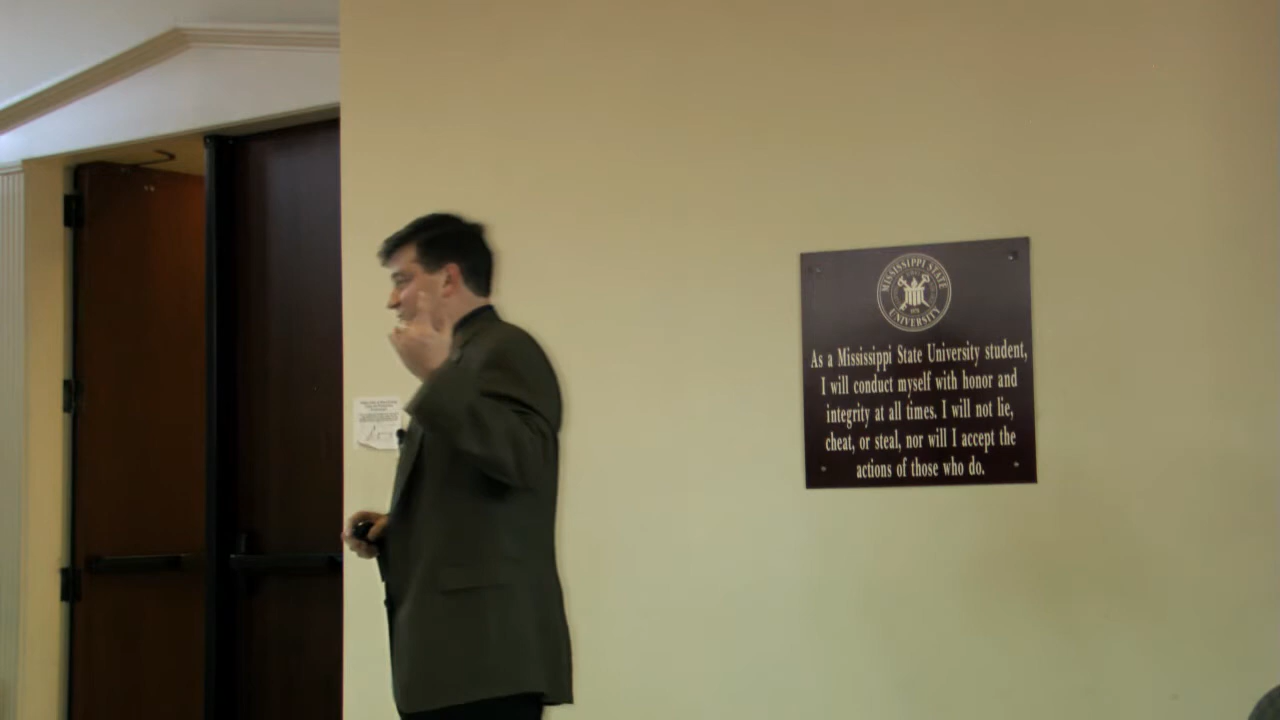 MISSISSIPPI STATE
UNIVERSITY
As a Mississippi State University student,
I will conduct myself with honor and
integrity at all times. I will not lie,
cheat, or steal, nor will I accept the
actions of those who do.